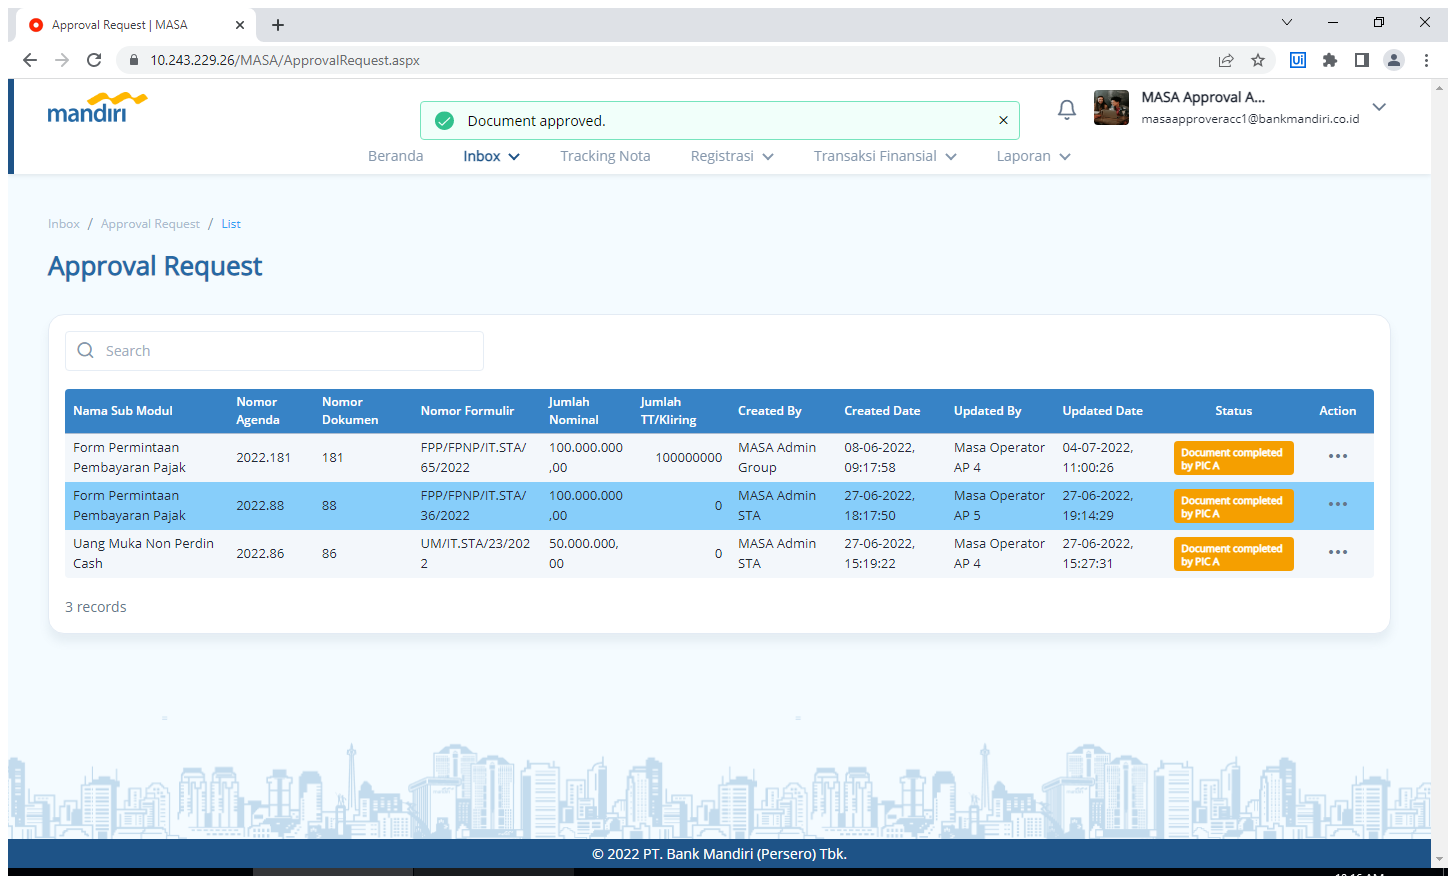 Approval Request | MASA
10.243.229.26/MASA/ApprovalRequest.aspx
Ui
mandiri
Document approved.
MASA Approval A...
masaapproveracc1@bankmandiri.co.id
Beranda Inbox Tracking Nota Registrasi Transaksi Finansial Laporan
Inbox / Approval Request / List
Approval Request
Search
Nama Sub Modul Nomor Agenda Nomor Dokumen Nomor Formulir Jumlah Nominal Jumlah TT/Kliring Created By Created Date Updated By Updated Date Status Action
Form Permintaan Pembayaran Pajak 2022.181 181 FPP/FPNP/IT.STA/65/2022 100.000.000,00 100000000 MASA Admin Group 08-06-2022, 09:17:58 Masa Operator AP 4 04-07-2022, 11:00:26 Document completed by PIC A
Form Permintaan Pembayaran Pajak 2022.88 88 FPP/FPNP/IT.STA/36/2022 100.000.000,00 0 MASA Admin STA 27-06-2022, 18:17:50 Masa Operator AP 5 27-06-2022, 19:14:29 Document completed by PIC A
Uang Muka Non Perdin Cash 2022.86 86 UM/IT.STA/23/2022 50.000.000,00 0 MASA Admin STA 27-06-2022, 15:19:22 Masa Operator AP 4 27-06-2022, 15:27:31 Document completed by PIC A
3 records
© 2022 PT. Bank Mandiri (Persero) Tbk.